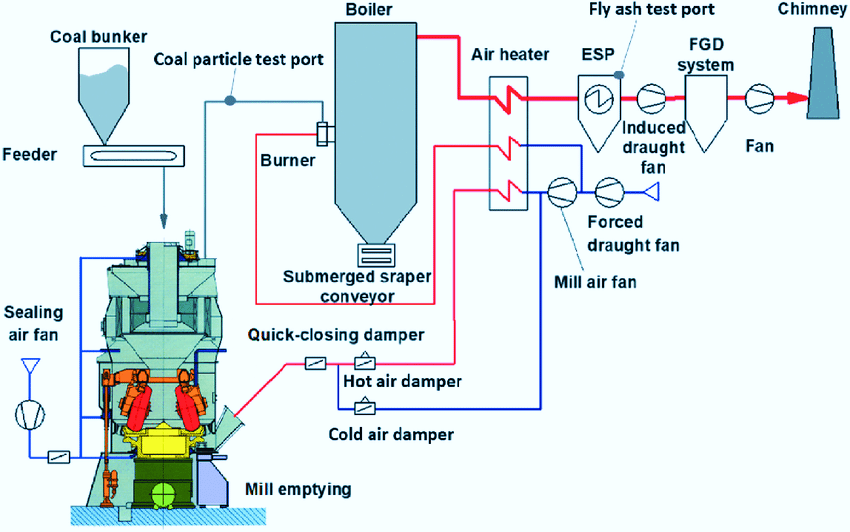 Coal bunker
Coal particle test port
Boiler
Fly ash test port
Chimney
Air heater
ESP
FGD
system
Feeder
Burner
Induced
draught
fan
Fan
Forced
draught fan
Mill air fan
Submerged sraper
conveyor
Sealing
air fan
Quick-closing damper
Hot air damper
Cold air damper
Mill emptying